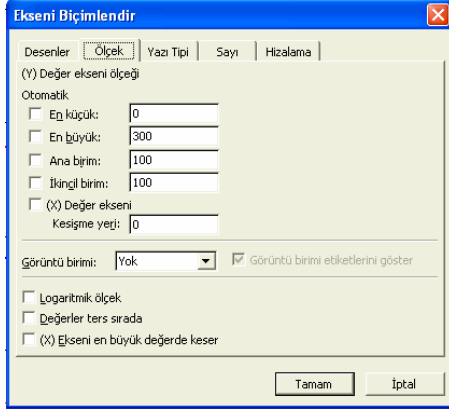 Ekseni Biçimlendir
Desenler Ölçek Yazı Tipi Sayı Hizalama
(Y) Değer ekseni ölçeği
Otomatik
En küçük: 0
En büyük: 300
Ana birim: 100
İkincil birim: 100
(X) Değer ekseni
Kesişme yeri: 0
Görüntü birimi: Yok Görüntü birimi etiketlerini göster
Logaritmik ölçek
Değerler ters sırada
(X) Ekseni en büyük değerde keser
Tamam İptal